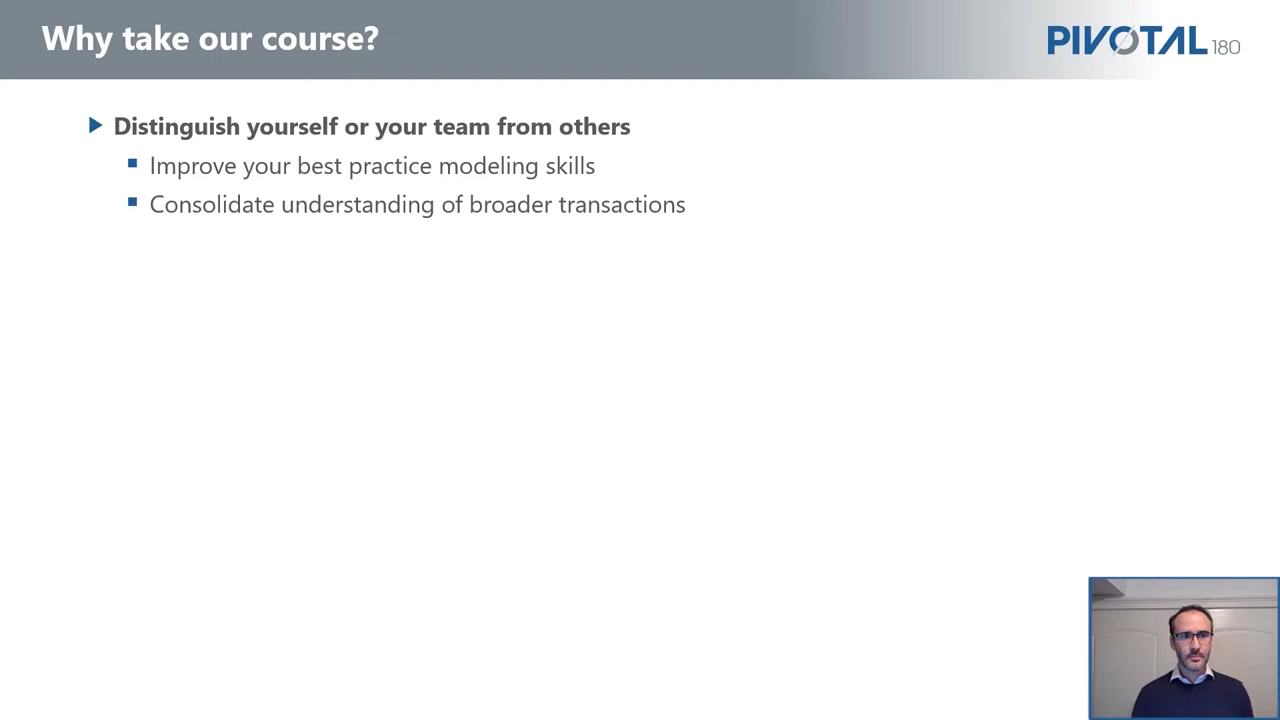 Why take our course?
PIVOTAL 180
Distinguish yourself or your team from others
Improve your best practice modeling skills
Consolidate understanding of broader transactions